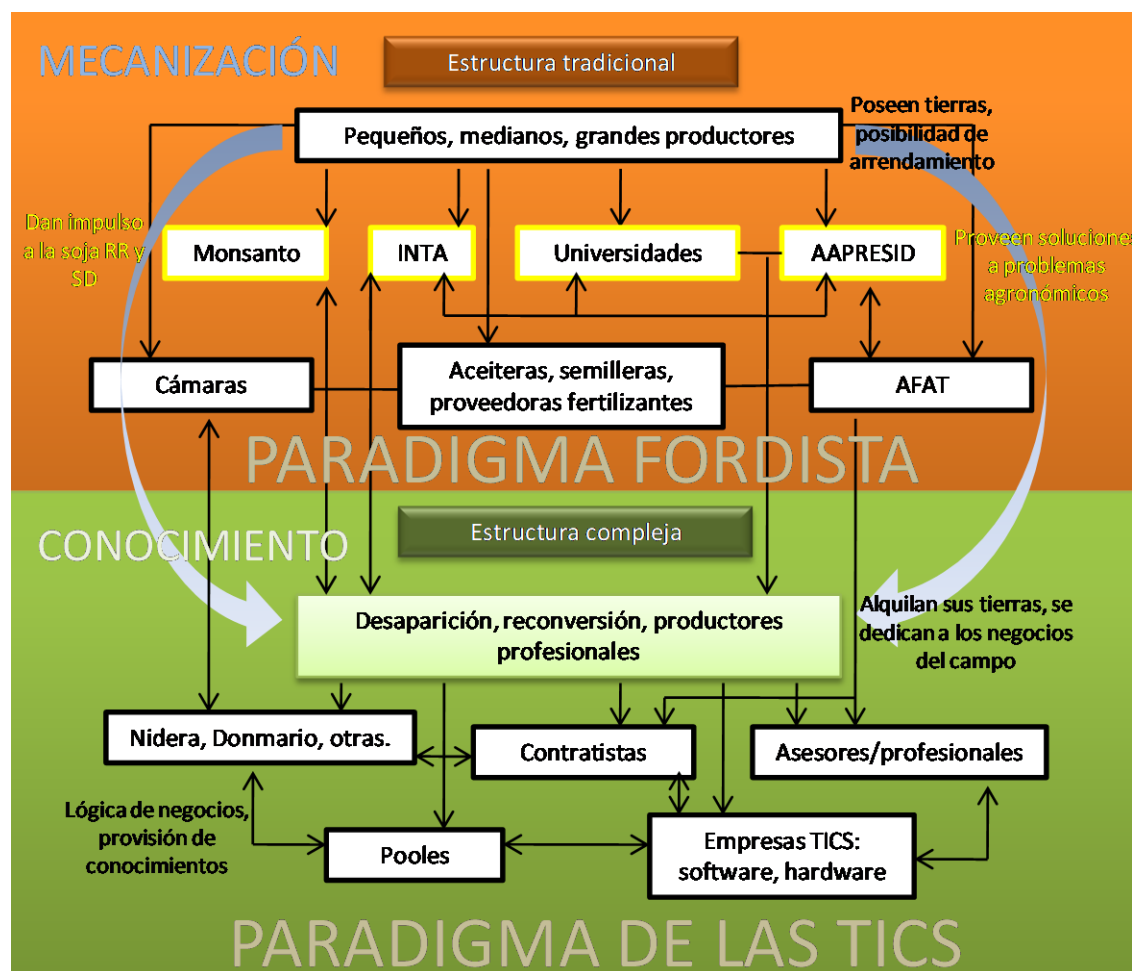 MECANIZACIÓN
Estructura tradicional
Pequeños, medianos, grandes productores
Poseen tierras,
posibilidad de
arrendamiento
Dan impulso
a la soja RR y
SD
Monsanto
INTA
Universidades
AAPRESID
Proveen soluciones
a problemas
agronómicos
Cámaras
Aceiteras, semilleras,
proveedoras fertilizantes
AFAT
PARADIGMA FORDISTA
CONOCIMIENTO
Estructura compleja
Desaparición, reconversión, productores
profesionales
Alquilan sus tierras, se
dedican a los negocios
del campo
Nidera, Donmario, otras.
Contratistas
Asesores/profesionales
Lógica de negocios,
provisión de
conocimientos
Pooles
Empresas TICS:
software, hardware
PARADIGMA DE LAS TICS